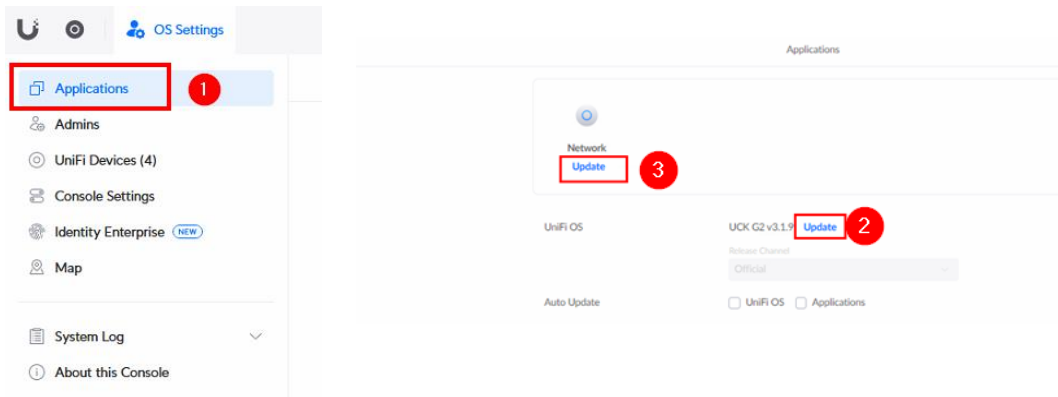 OS Settings
Applications
1
Admins
UniFi Devices (4)
Console Settings
Identity Enterprise NEW
Map
System Log
About this Console
Applications
Network
Update
3
UniFi OS
UCK G2 v3.1.9 Update
2
Release Channel
Official
Auto Update
UniFi OS
Applications